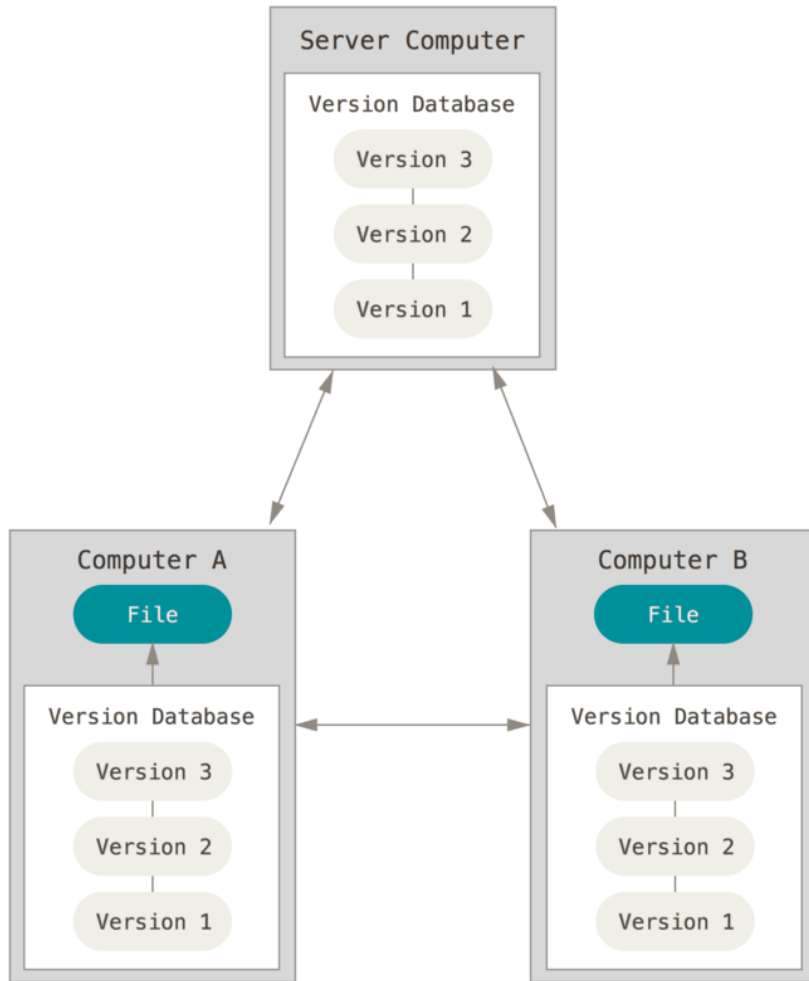 Server Computer
Version Database
Version 3
Version 2
Version 1
Computer A
File
Version Database
Version 3
Version 2
Version 1
Computer B
File
Version Database
Version 3
Version 2
Version 1